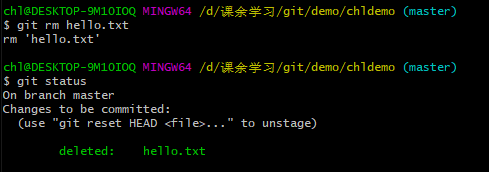 chl@DESKTOP-9M1OIOQ MINGW64 /d/课余学习/git/demo/chldemo (master)
$ git rm hello.txt
rm 'hello.txt'
chl@DESKTOP-9M1OIOQ MINGW64 /d/课余学习/git/demo/chldemo (master)
$ git status
On branch master
Changes to be committed:
  (use "git reset HEAD <file>..." to unstage)
        deleted:    hello.txt